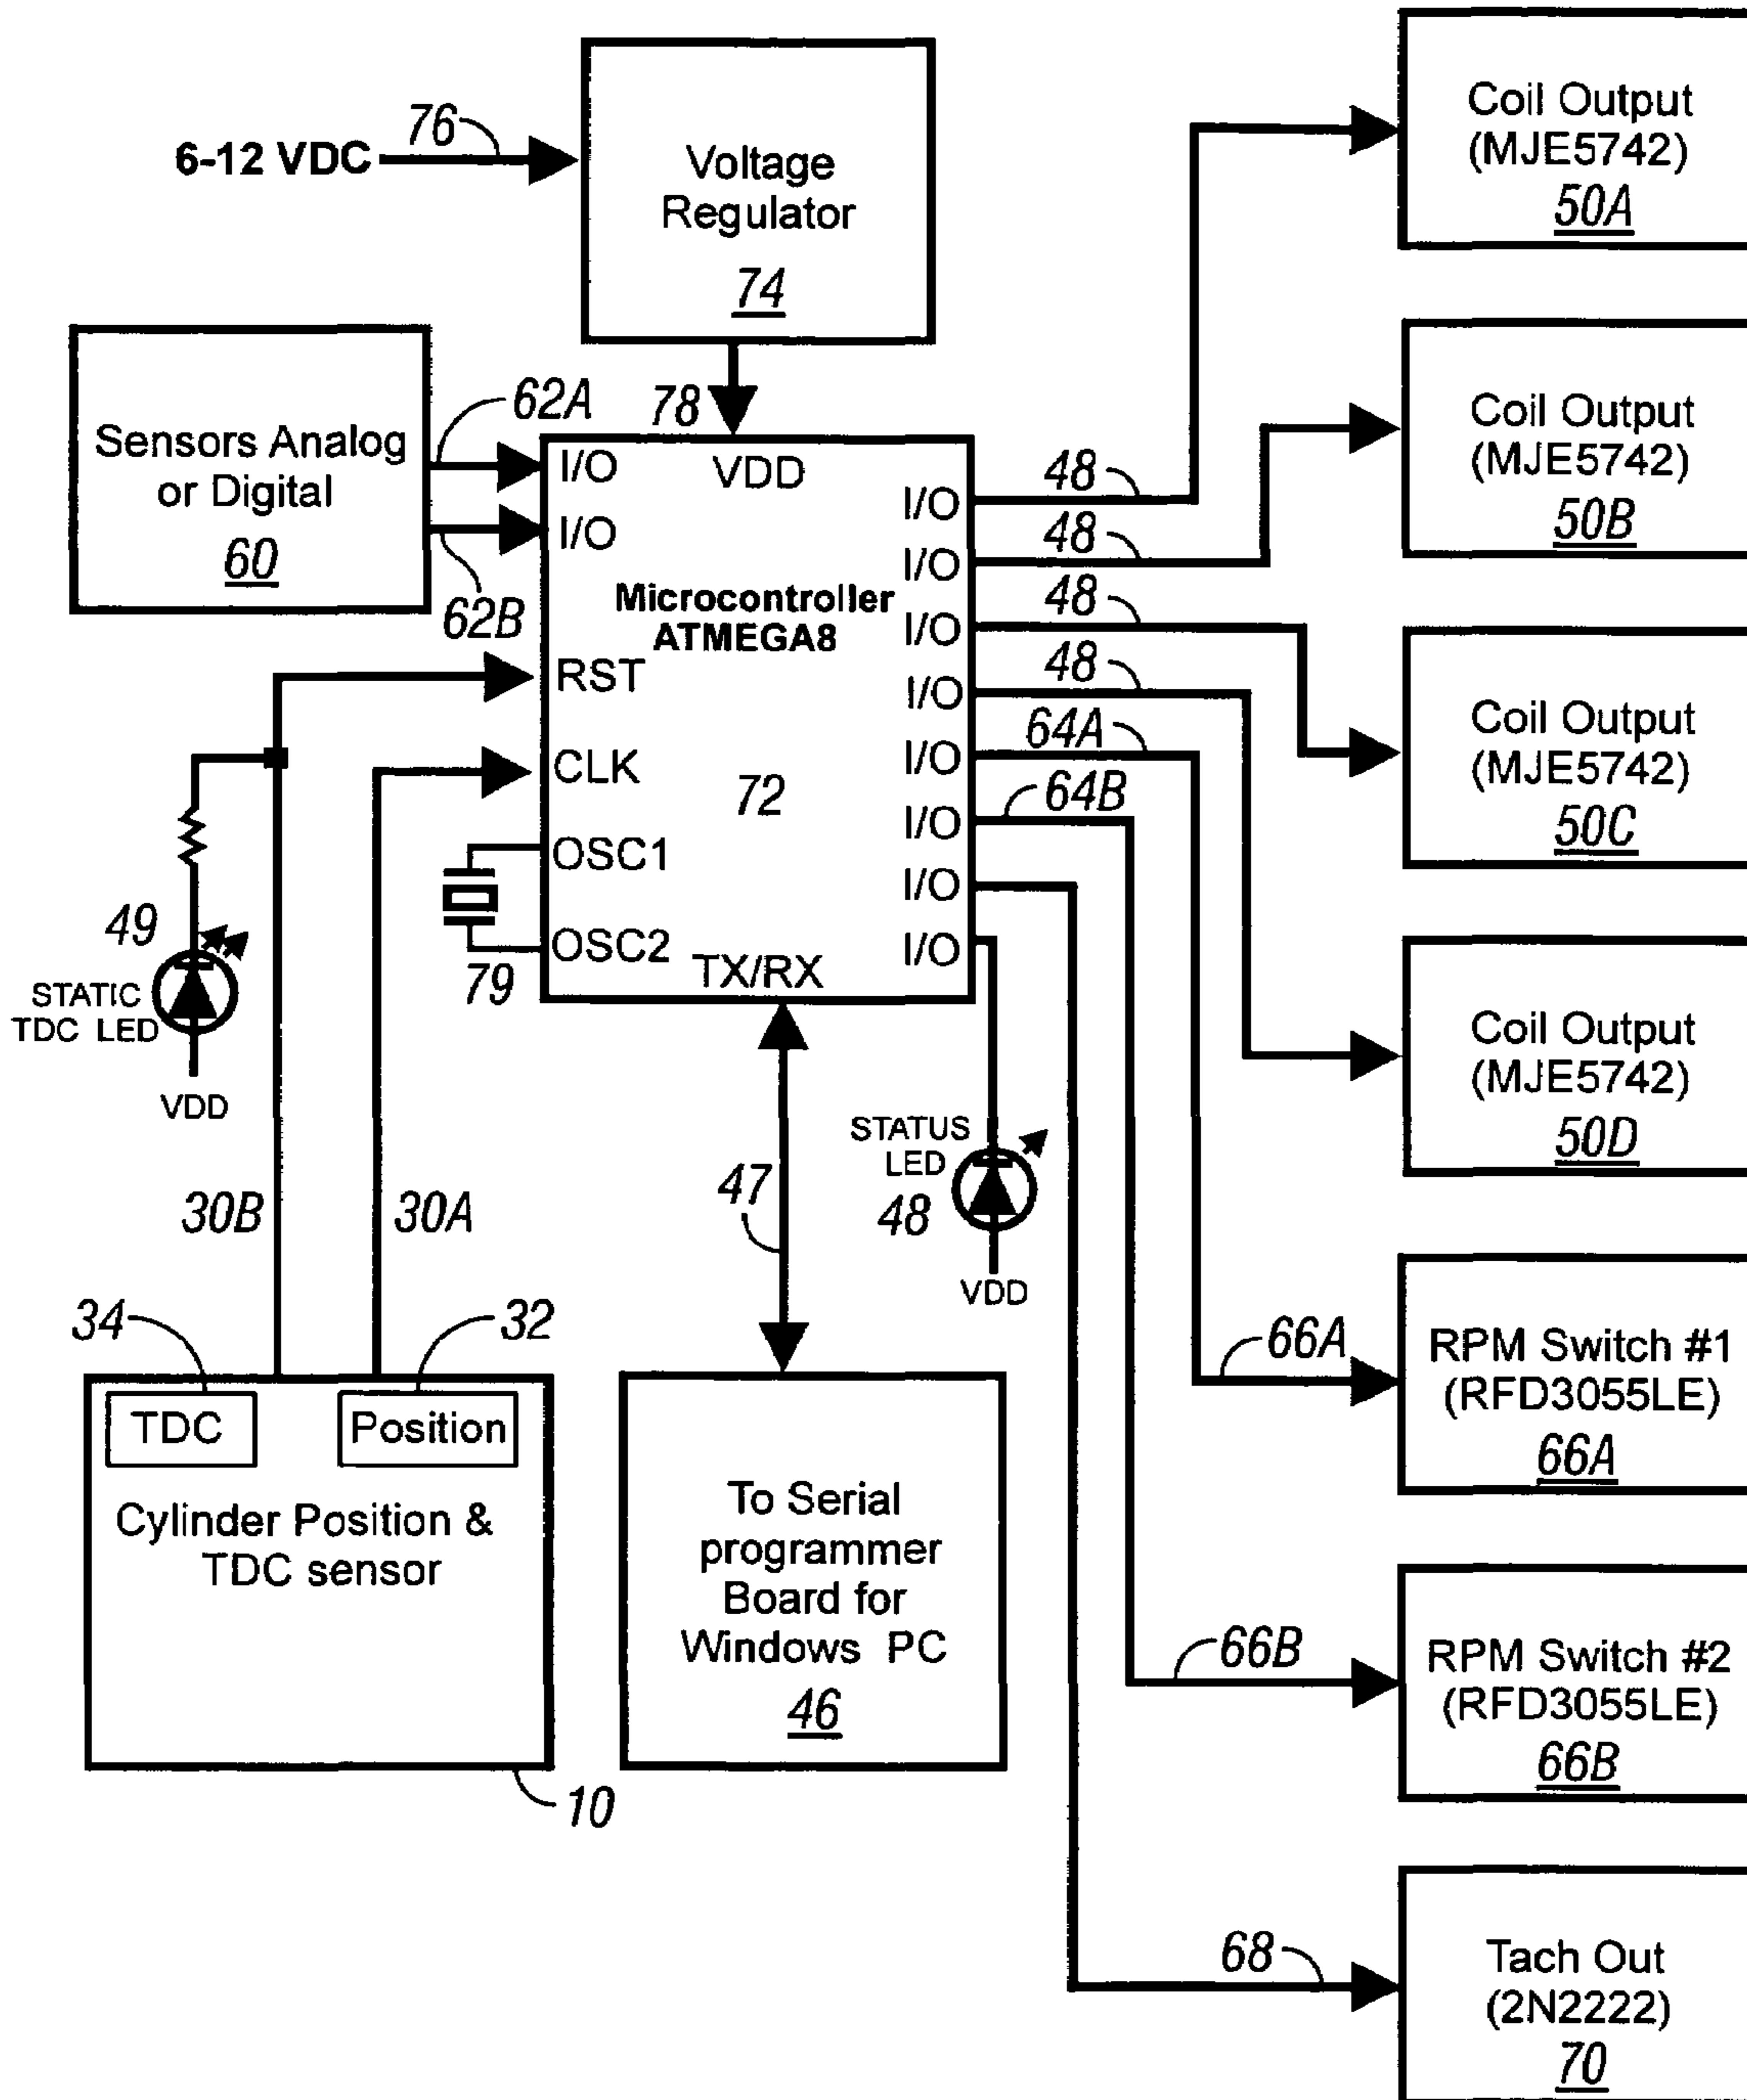 6-12 VDC
76
Voltage
Regulator
74
78
Sensors Analog
or Digital
60
62A
62B
I/O
I/O
RST
CLK
OSC1
OSC2
VDD
Microcontroller
ATMEGA8
72
TX/RX
I/O
I/O
I/O
I/O
I/O
I/O
I/O
I/O
48
48
48
48
64A
64B
79
49
STATIC
TDC LED
VDD
30B
30A
34
32
TDC
Position
Cylinder Position &
TDC sensor
10
47
STATUS
LED
48
VDD
To Serial
programmer
Board for
Windows PC
46
Coil Output
(MJE5742)
50A
Coil Output
(MJE5742)
50B
Coil Output
(MJE5742)
50C
Coil Output
(MJE5742)
50D
66A
RPM Switch #1
(RFD3055LE)
66A
66B
RPM Switch #2
(RFD3055LE)
66B
68
Tach Out
(2N2222)
70